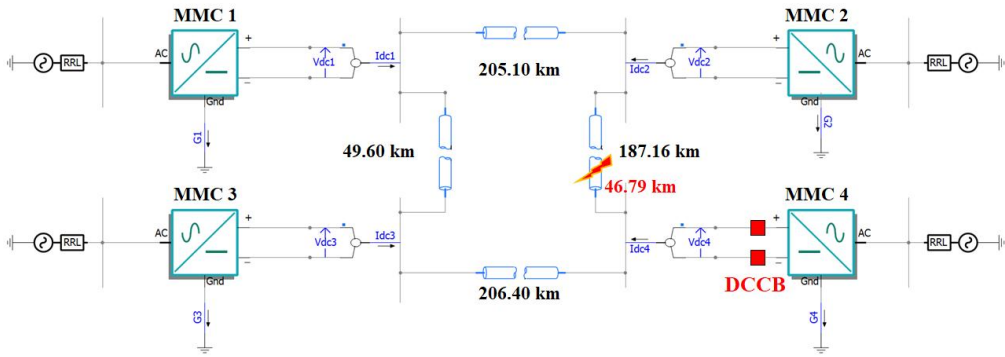 MMC 1
MMC 2
RRL
AC
+
−
Gnd
G1
Vdc1
*
Idc1
205.10 km
Idc2
*
Vdc2
+
−
AC
Gnd
G2
RRL
49.60 km
187.16 km
46.79 km
MMC 3
MMC 4
RRL
AC
+
−
Gnd
G3
Vdc3
*
Idc3
206.40 km
Idc4
*
Vdc4
DCCB
+
−
AC
Gnd
G4
RRL